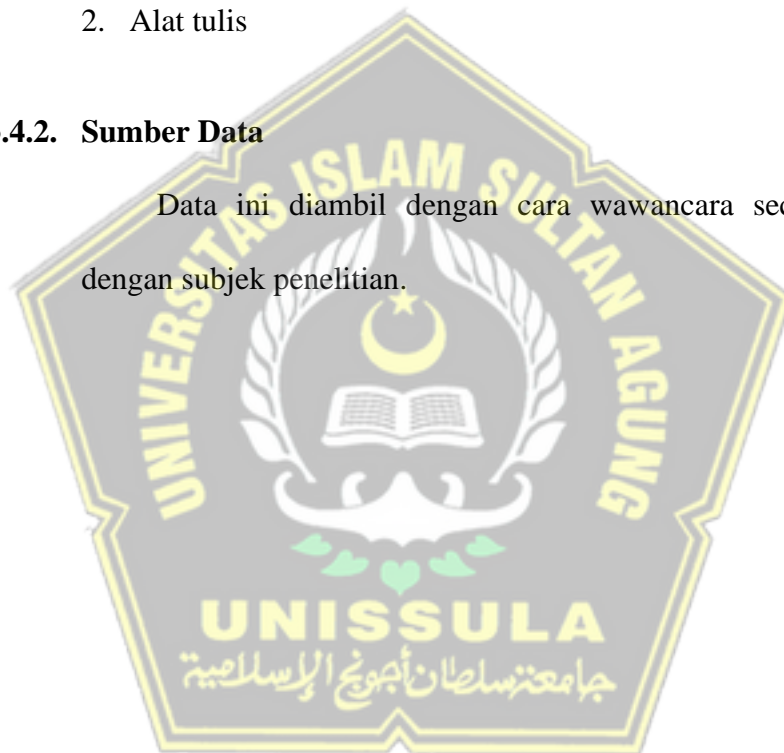 2. Alat tulis
.4.2. Sumber Data
Data ini diambil dengan cara wawancara
dengan subjek penelitian.
UNIVERSITAS ISLAM SULTAN AGUNG
UNISSULA
جامعة سلطان أجونج الإسلامية